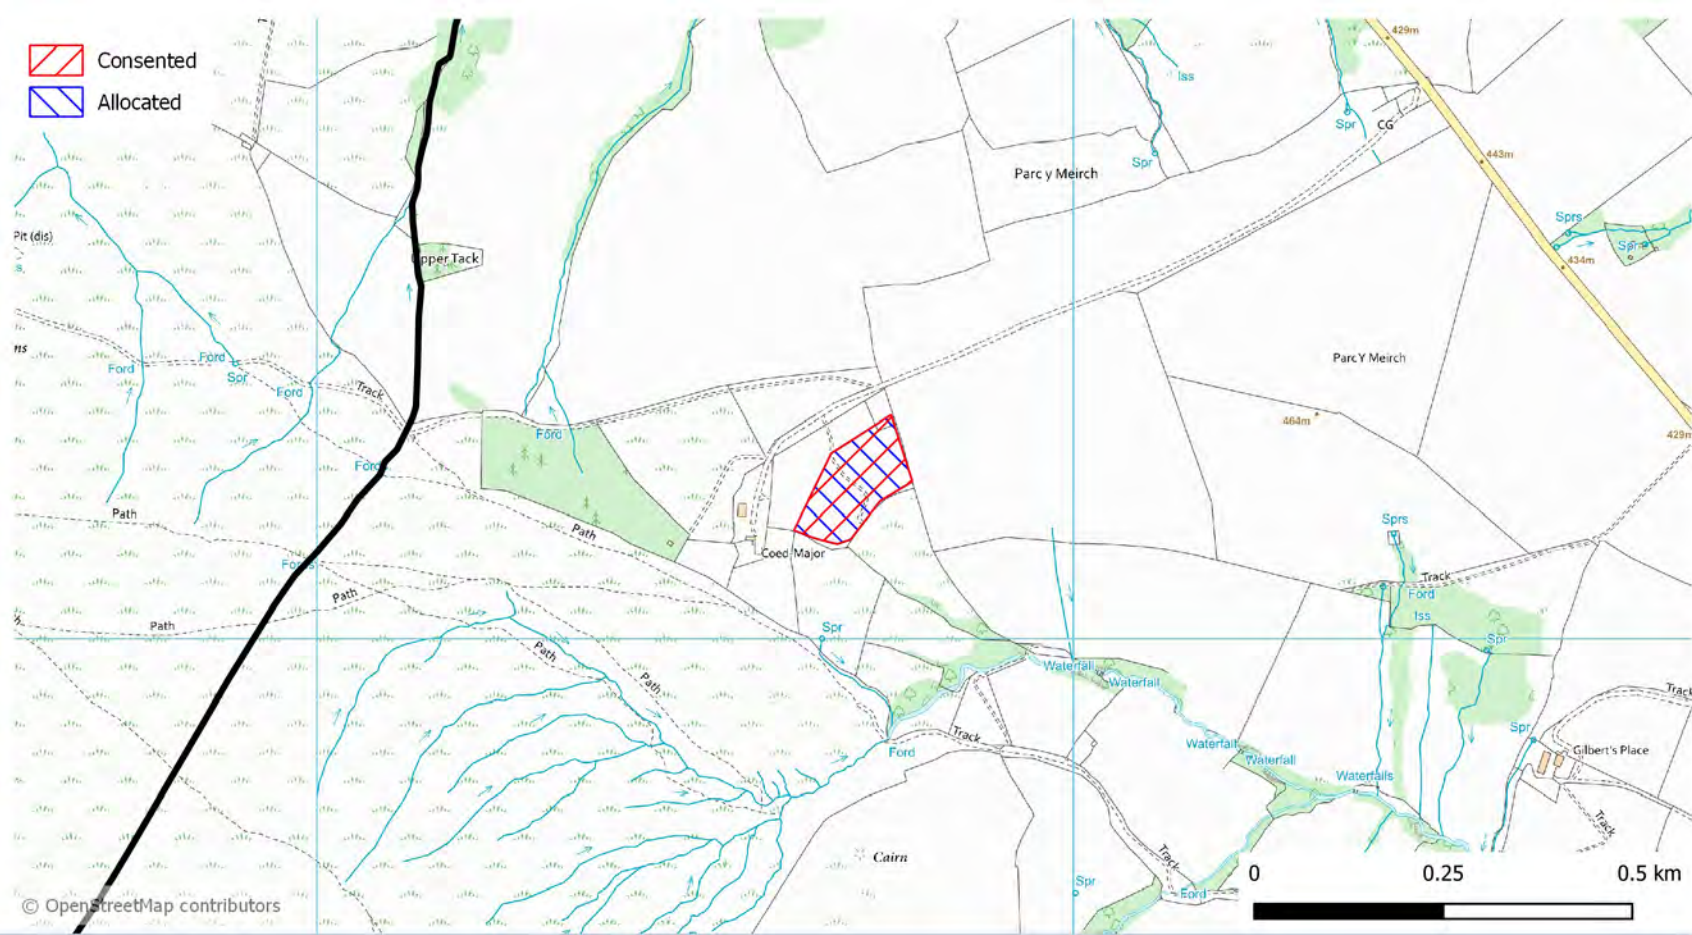 Consented
Allocated
429m
Iss
Spr
CG
Spr
443m
Parc y Meirch
Sprs
Spr
434m
Pit (dis)
s.
Upper Tack
ns
Ford
Ford
Spr
Ford
Track
Parc Y Meirch
464m
429m
Ford
Ford
Path
Path
Sprs
Coed-Major
Fords
Track
Ford
Path
Path
Iss
Spr
Spr
Path
Waterfall
Path
Waterfall
Track
Spr
Track
Ford
Waterfall
Waterfall
Gilbert's Place
Waterfalls
Track
Cairn
Track
Spr
Ford
0 0.25 0.5 km
© OpenStreetMap contributors